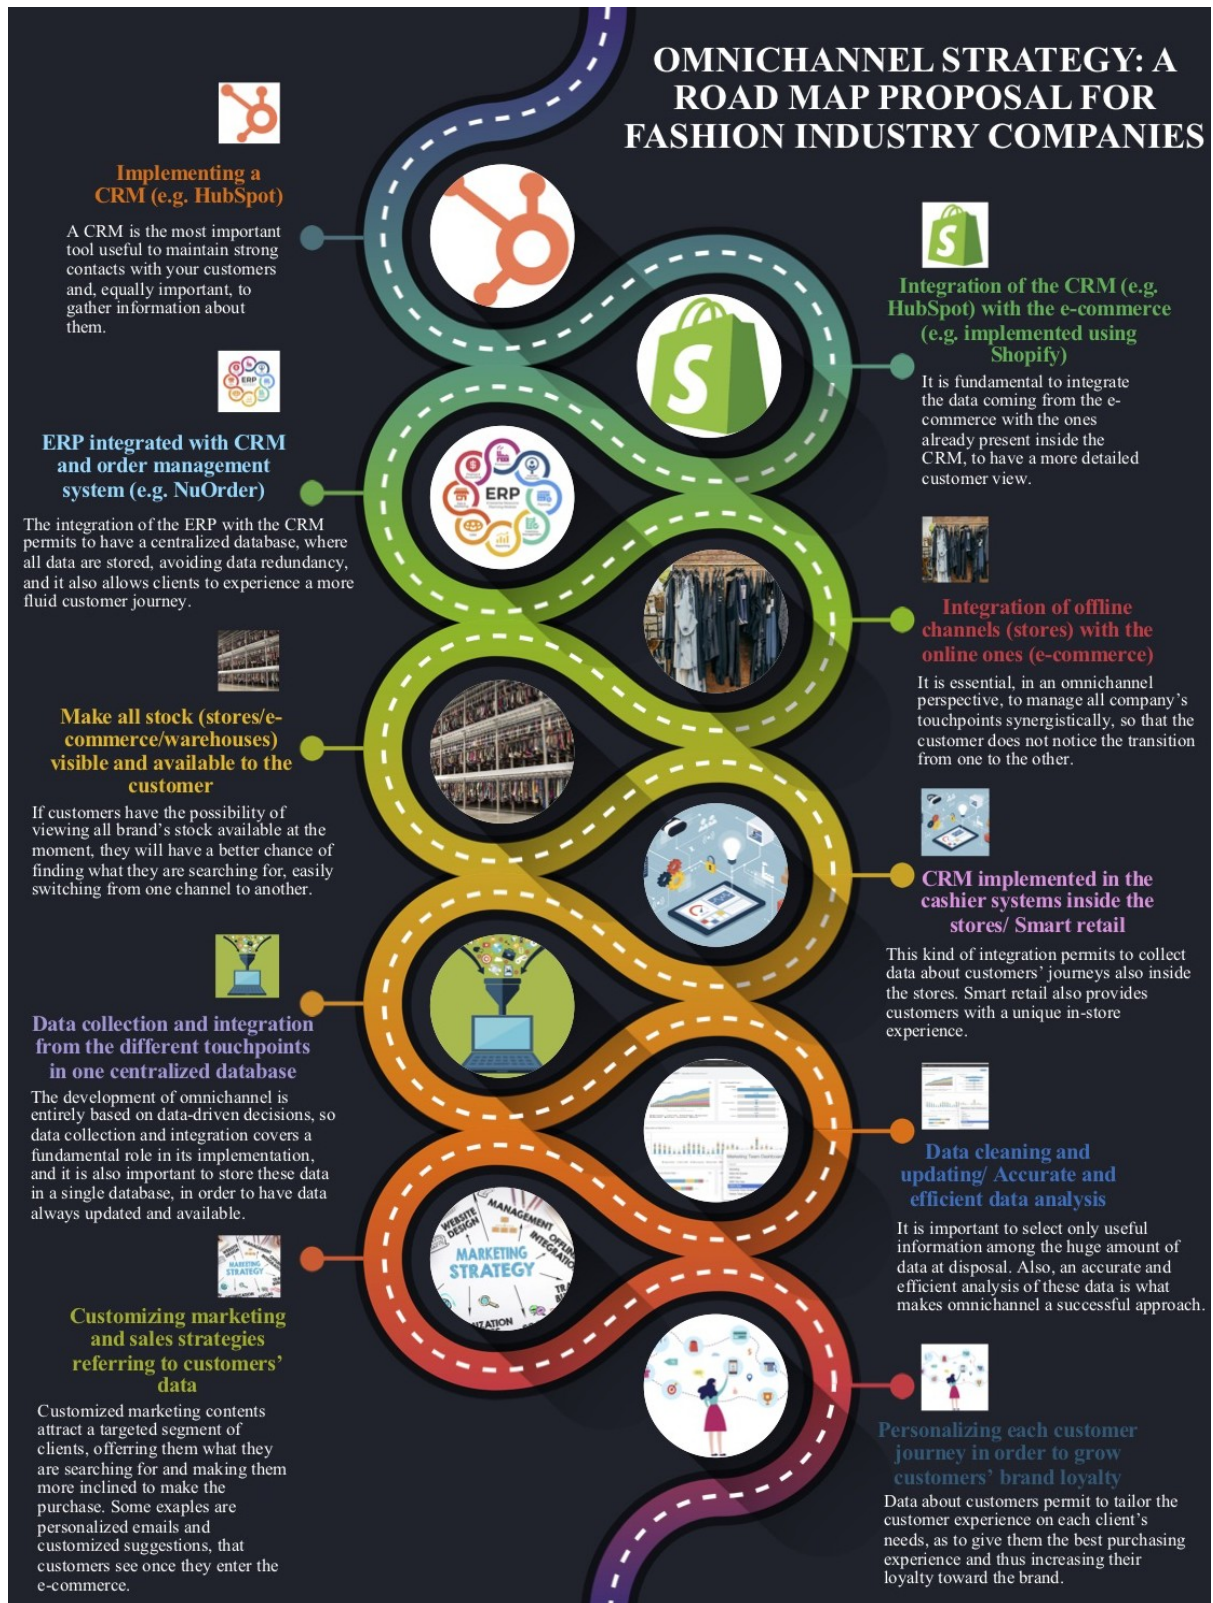 OMNICHANNEL STRATEGY: A
ROAD MAP PROPOSAL FOR
FASHION INDUSTRY COMPANIES
Implementing a
CRM (e.g. HubSpot)
A CRM is the most important
tool useful to maintain strong
contacts with your customers
and, equally important, to
gather information about
them.
S
S
Integration of the CRM (e.g.
HubSpot) with the e-commerce
(e.g. implemented using
Shopify)
It is fundamental to integrate
the data coming from the e-
commerce with the ones
already present inside the
CRM, to have a more detailed
customer view.
ERP
ERP
ERP integrated with CRM
and order management
system (e.g. NuOrder)
The integration of the ERP with the CRM
permits to have a centralized database, where
all data are stored, avoiding data redundancy,
and it also allows clients to experience a more
fluid customer journey.
Integration of offline
channels (stores) with the
online ones (e-commerce)
It is essential, in an omnichannel
perspective, to manage all company's
touchpoints synergistically, so that the
customer does not notice the transition
from one to the other.
Make all stock (stores/e-
commerce/warehouses)
visible and available to the
customer
If customers have the possibility of
viewing all brand's stock available at the
moment, they will have a better chance of
finding what they are searching for, easily
switching from one channel to another.
CRM implemented in the
cashier systems inside the
stores/ Smart retail
This kind of integration permits to collect
data about customers' journeys also inside
the stores. Smart retail also provides
customers with a unique in-store
experience.
Data collection and integration
from the different touchpoints
in one centralized database
The development of omnichannel is
entirely based on data-driven decisions, so
data collection and integration covers a
fundamental role in its implementation,
and it is also important to store these data
in a single database, in order to have data
always updated and available.
Marketing Team Dashboard
Data cleaning and
updating/ Accurate and
efficient data analysis
It is important to select only useful
information among the huge amount of
data at disposal. Also, an accurate and
efficient analysis of these data is what
makes omnichannel a successful approach.
WEBSITE
DESIGN
MANAGEMENT
OFFLINE
INTEGRATION
MARKETING
STRATEGY
MARKETING
STRATEGY
Customizing marketing
and sales strategies
referring to customers'
data
Customized marketing contents
attract a targeted segment of
clients, offerring them what they
are searching for and making them
more inclined to make the
purchase. Some exaples are
personalized emails and
customized suggestions, that
customers see once they enter the
e-commerce.
Personalizing each customer
journey in order to grow
customers' brand loyalty
Data about customers permit to tailor the
customer experience on each client's
needs, as to give them the best purchasing
experience and thus increasing their
loyalty toward the brand.